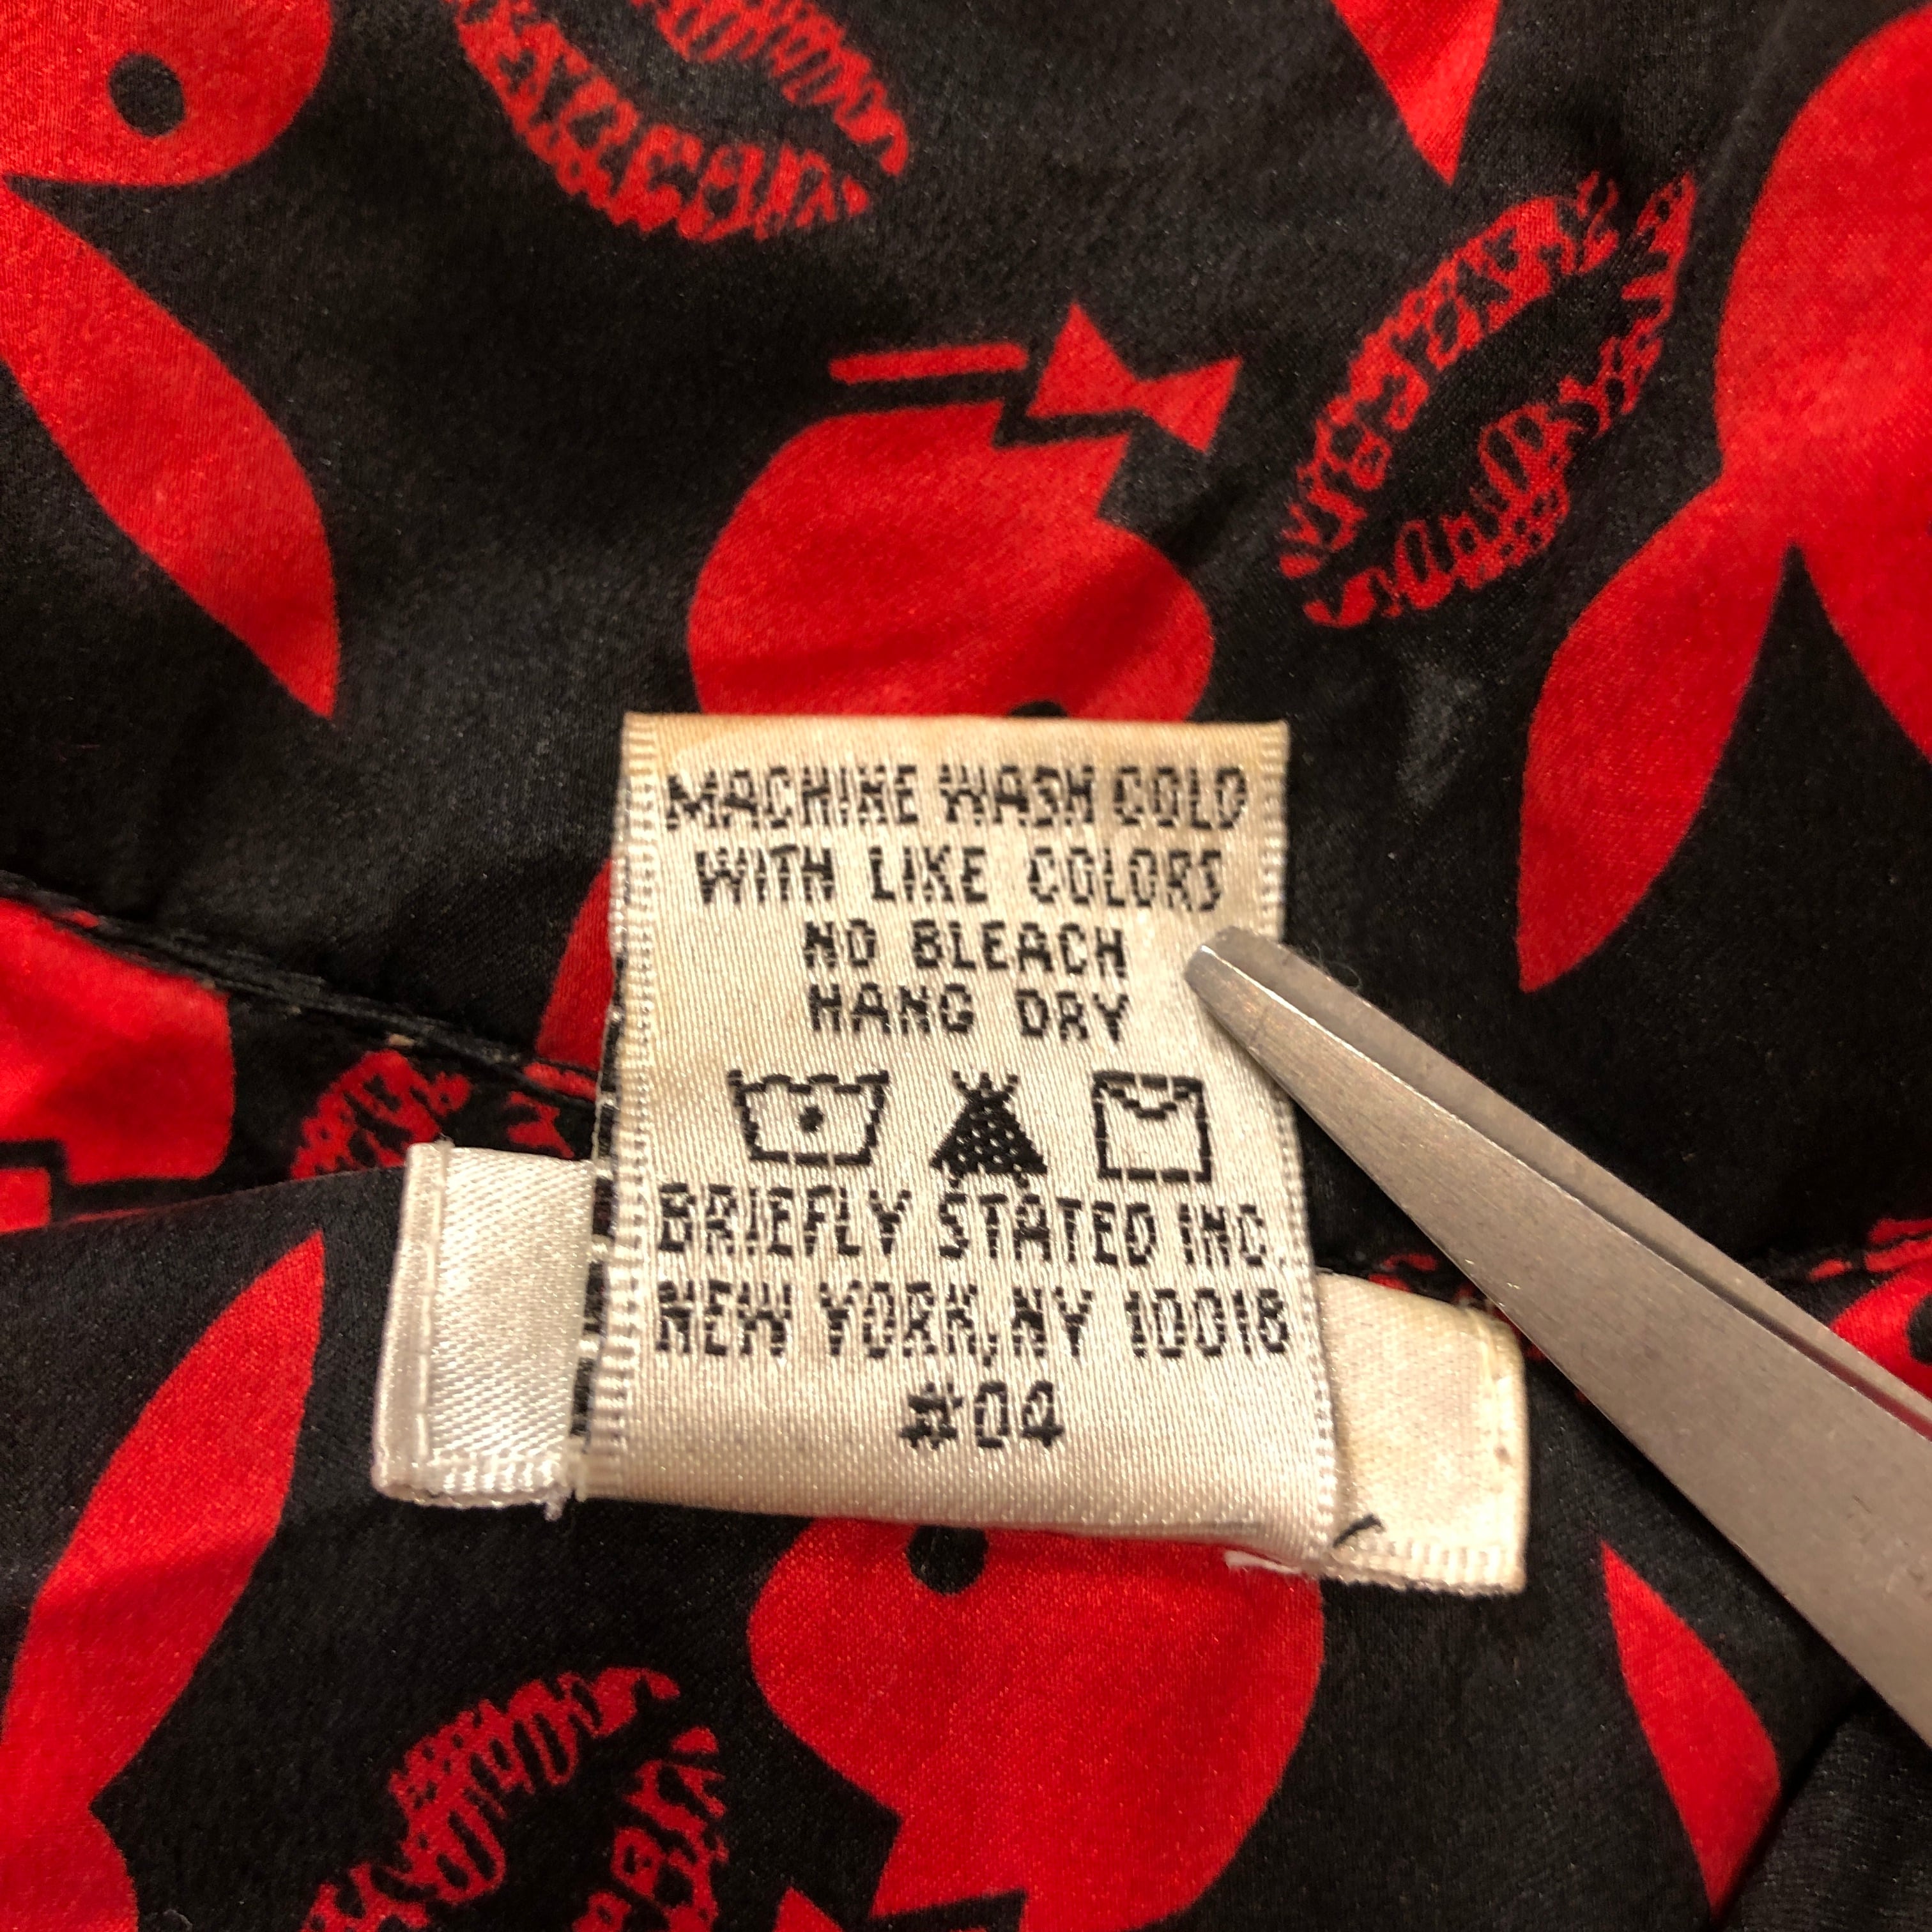 MACHINE WASH COLD
WITH LIKE COLORS
NO BLEACH
HANG DRY
BRIEFLY STATED INC.
NEW YORK, NY 10018
#04